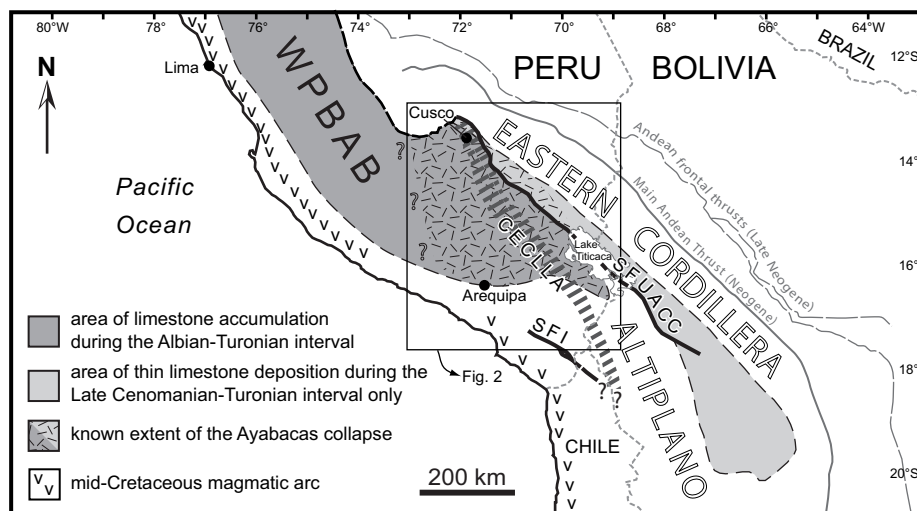 80°W 78° 76° 74° 72° 70° 68° 66° 64° 63°
12°S
14°
16°
18°
20°S
N
Lima
WPBAB
PERU
BOLIVIA
BRAZIL
Cusco
EASTERN CORDILLERA
Andean frontal thrusts (Late Neogene)
Main Andean Thrust (Neogene)
Pacific
Ocean
?
?
?
CECLLA
Lake
Titicaca
SFUACC
Arequipa
SFI
ALTIPLANO
? ?
Fig. 2
CHILE
200 km
area of limestone accumulation
during the Albian-Turonian interval
area of thin limestone deposition during the
Late Cenomanian-Turonian interval only
known extent of the Ayabacas collapse
v v mid-Cretaceous magmatic arc